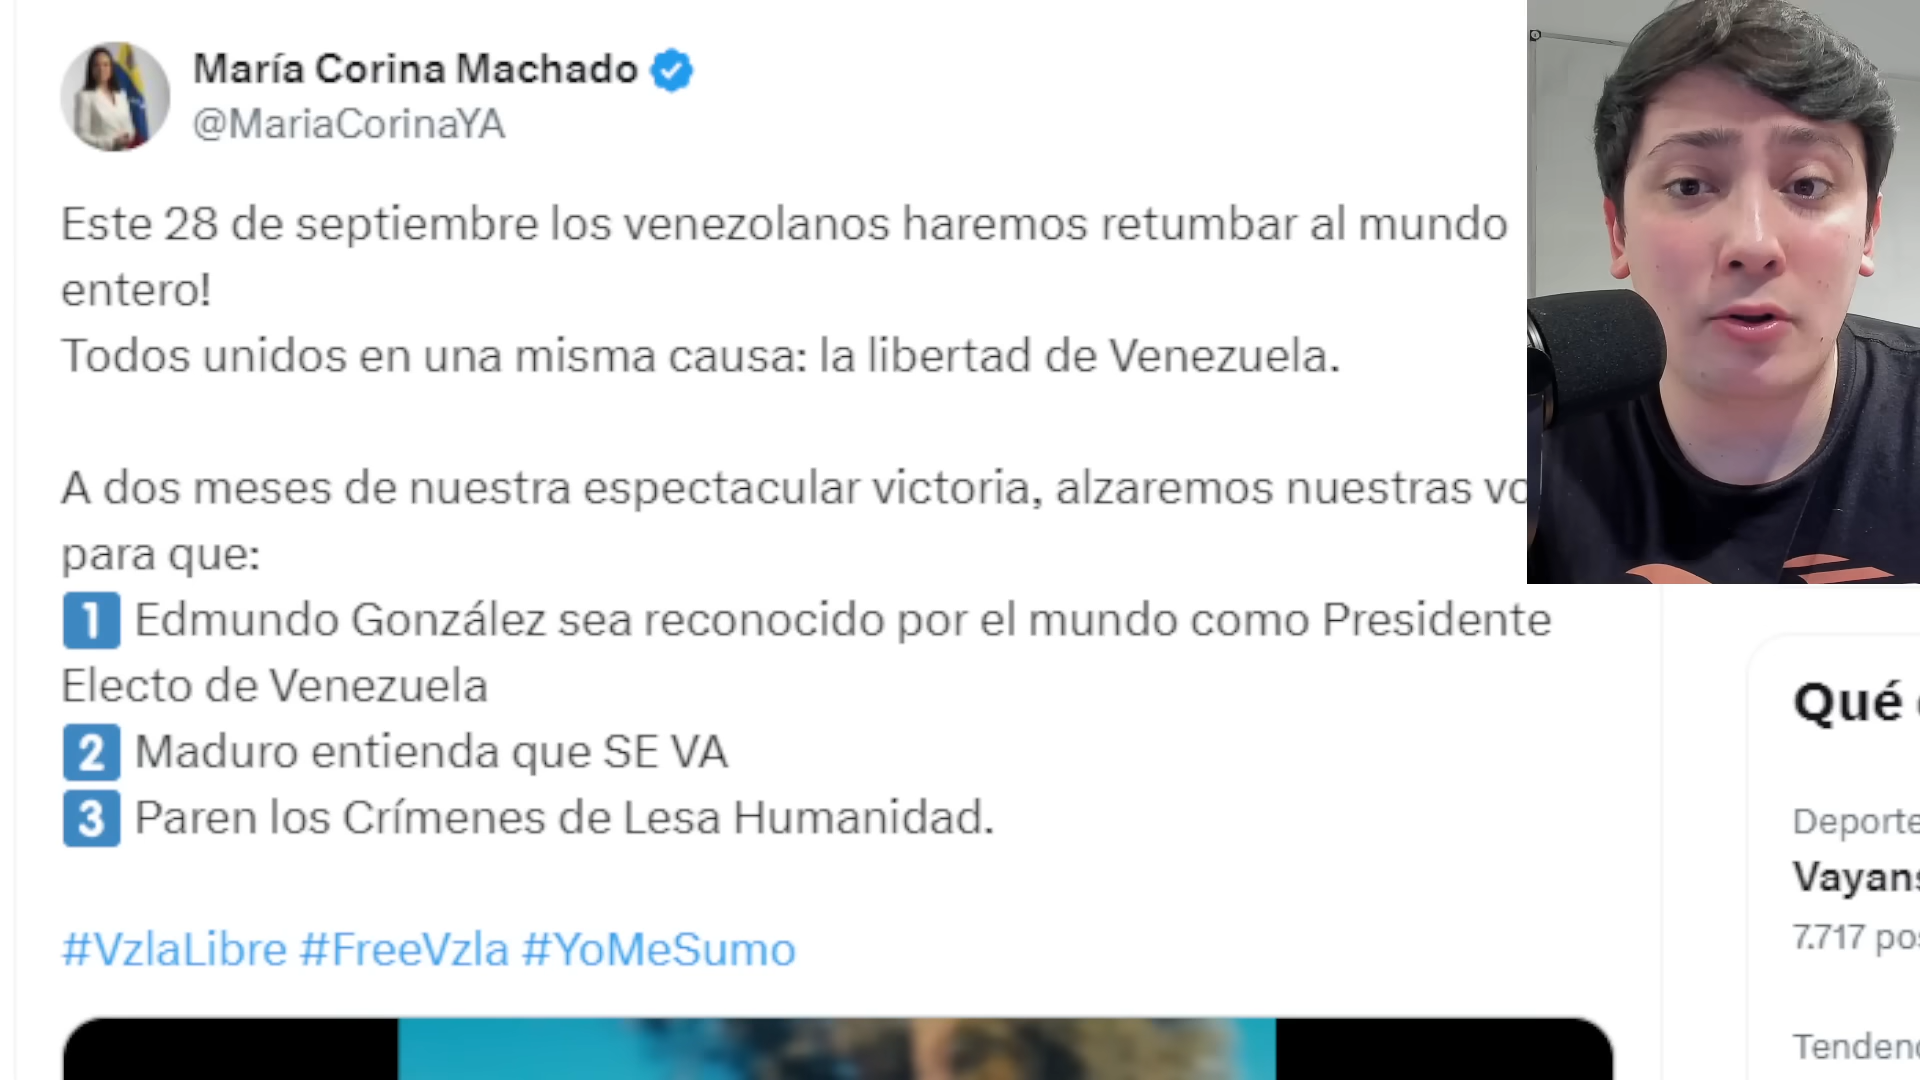 María Corina Machado
@MariaCorinaYA
Este 28 de septiembre los venezolanos haremos retumbar al mundo
entero!
Todos unidos en una misma causa: la libertad de Venezuela.
A dos meses de nuestra espectacular victoria, alzaremos nuestras
para que:
1 Edmundo González sea reconocido por el mundo como Presidente
Electo de Venezuela
2 Maduro entienda que SE VA
3 Paren los Crímenes de Lesa Humanidad.
#VzlaLibre #FreeVzla #YoMeSumo
Qué
7.717